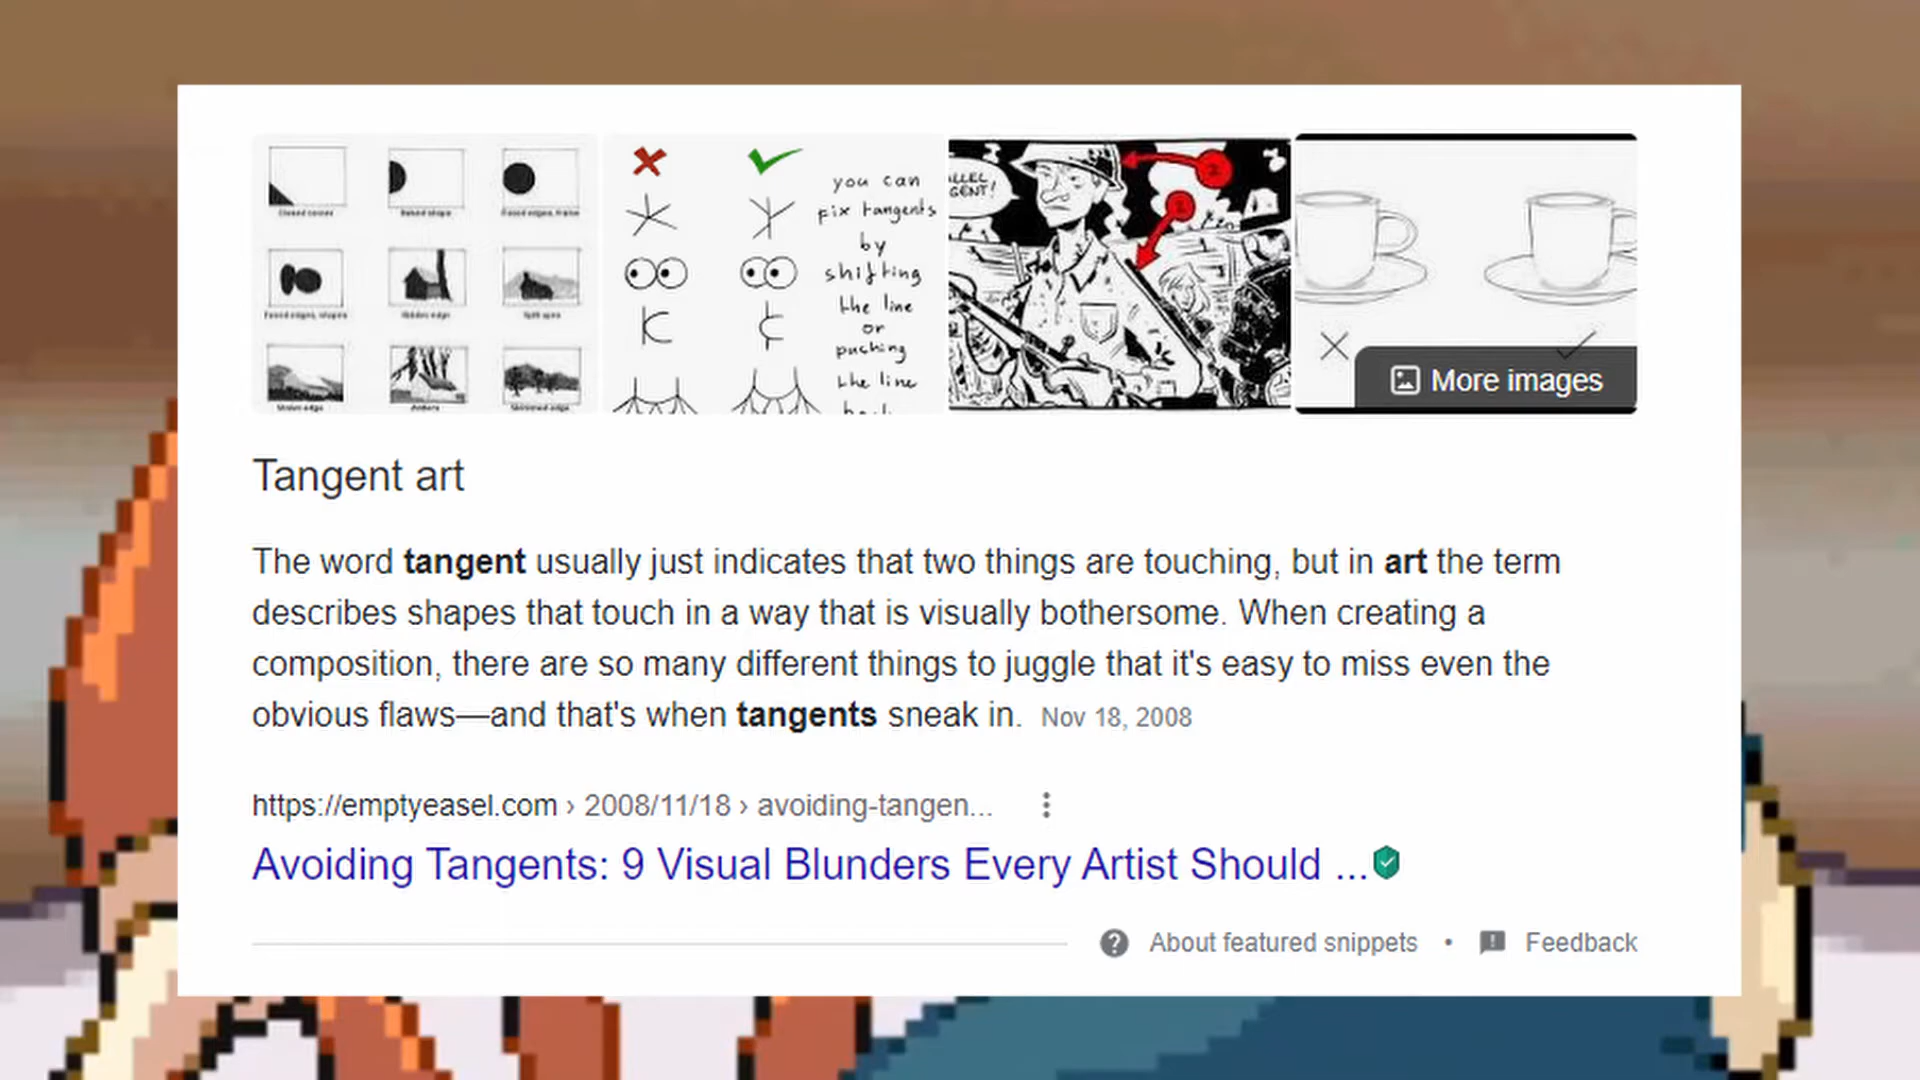 you can
fix tangents
by
shifting
the line
or
puching
the line
GENT!
2
More images
Tangent art
The word tangent usually just indicates that two things are touching, but in art the term
describes shapes that touch in a way that is visually bothersome. When creating a
composition, there are so many different things to juggle that it's easy to miss even the
obvious flaws—and that's when tangents sneak in. Nov 18, 2008
https://emptyeasel.com › 2008/11/18 › avoiding-tangen...
Avoiding Tangents: 9 Visual Blunders Every Artist Should ...
About featured snippets • Feedback